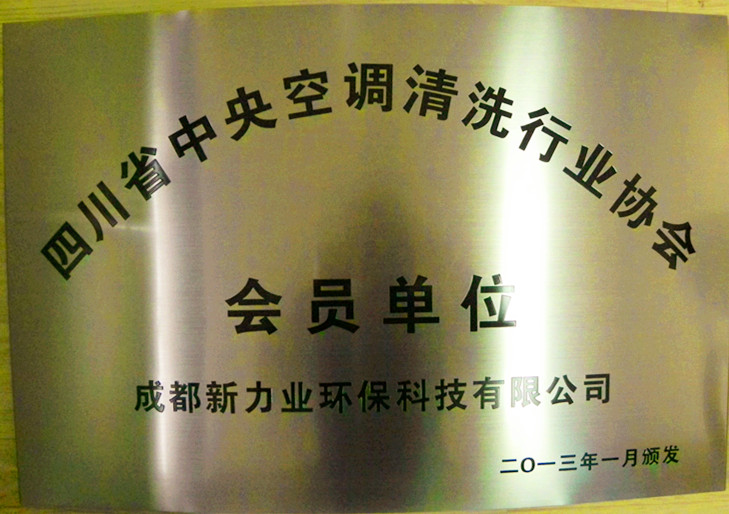 四川省中央空调清洗行业协会
会员单位
成都新力业环保科技有限公司
二〇一三年一月颁发